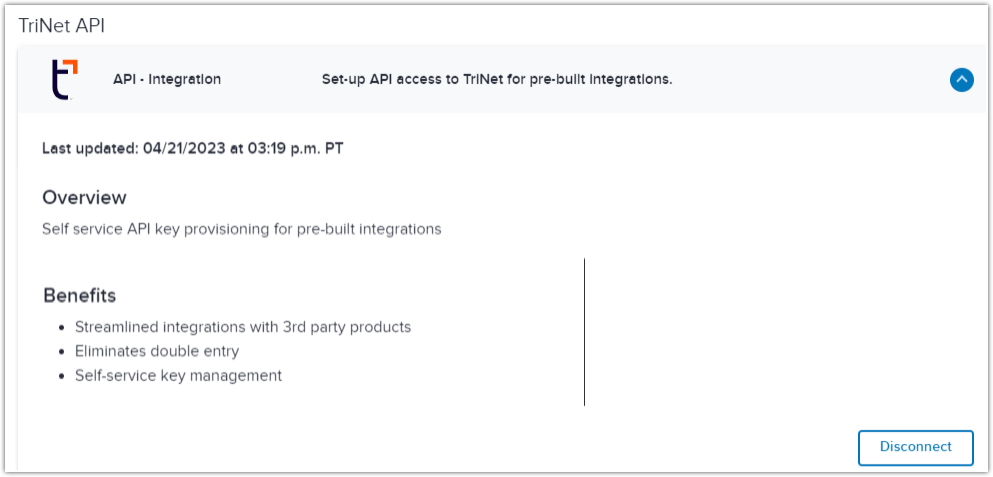 TriNet API
API - Integration
Set-up API access to TriNet for pre-built integrations.
Last updated: 04/21/2023 at 03:19 p.m. PT
Overview
Self service API key provisioning for pre-built integrations
Benefits
• Streamlined integrations with 3rd party products
• Eliminates double entry
• Self-service key management
Disconnect